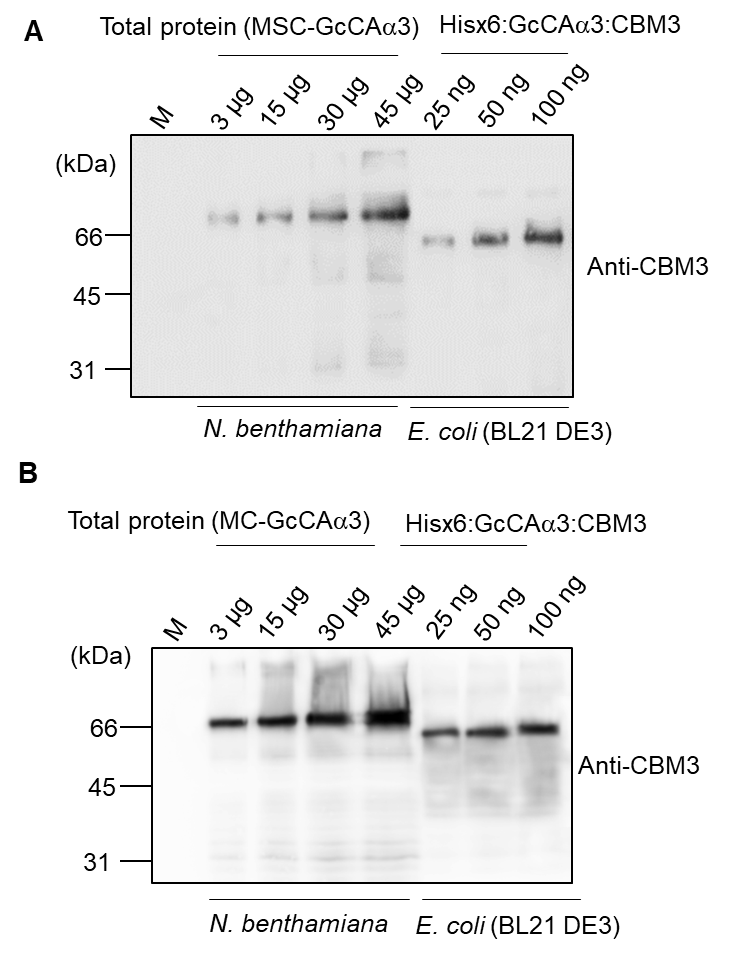 A
Total protein (MSC-GcCAα3) Hisx6:GcCAα3:CBM3
M 3 µg 15 µg 30 µg 45 µg 25 ng 50 ng 100 ng
(kDa)
66
45
31
Anti-CBM3
N. benthamiana E. coli (BL21 DE3)
B
Total protein (MC-GcCAα3) Hisx6:GcCAα3:CBM3
M 3 µg 15 µg 30 µg 45 µg 25 ng 50 ng 100 ng
(kDa)
66
Anti-CBM3
45
31
N. benthamiana E. coli (BL21 DE3)